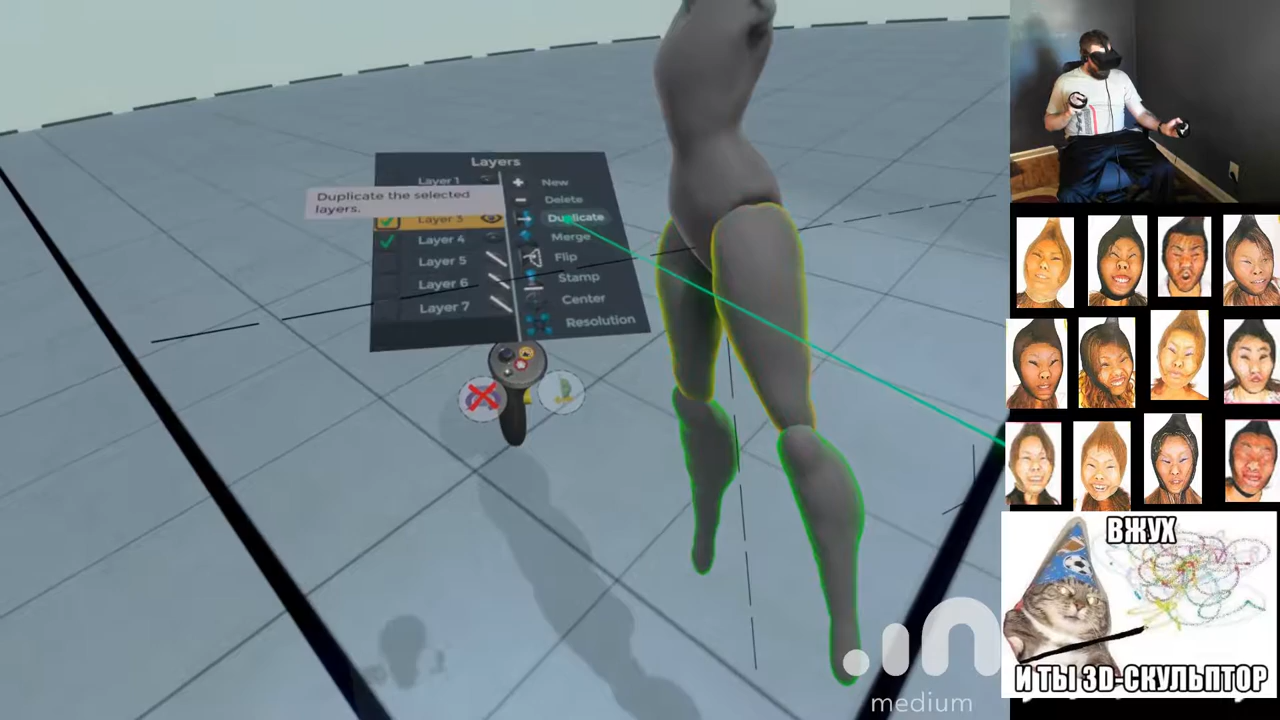 Layers
Layer 1
New
Duplicate the selected
layers.
Delete
Layer 3
Duplicate
Layer 4
Merge
Layer 5
Flip
Layer 6
Stamp
Layer 7
Center
Resolution
medium
ВЖУХ
И ТЫ 3D-СКУЛЬПТОР